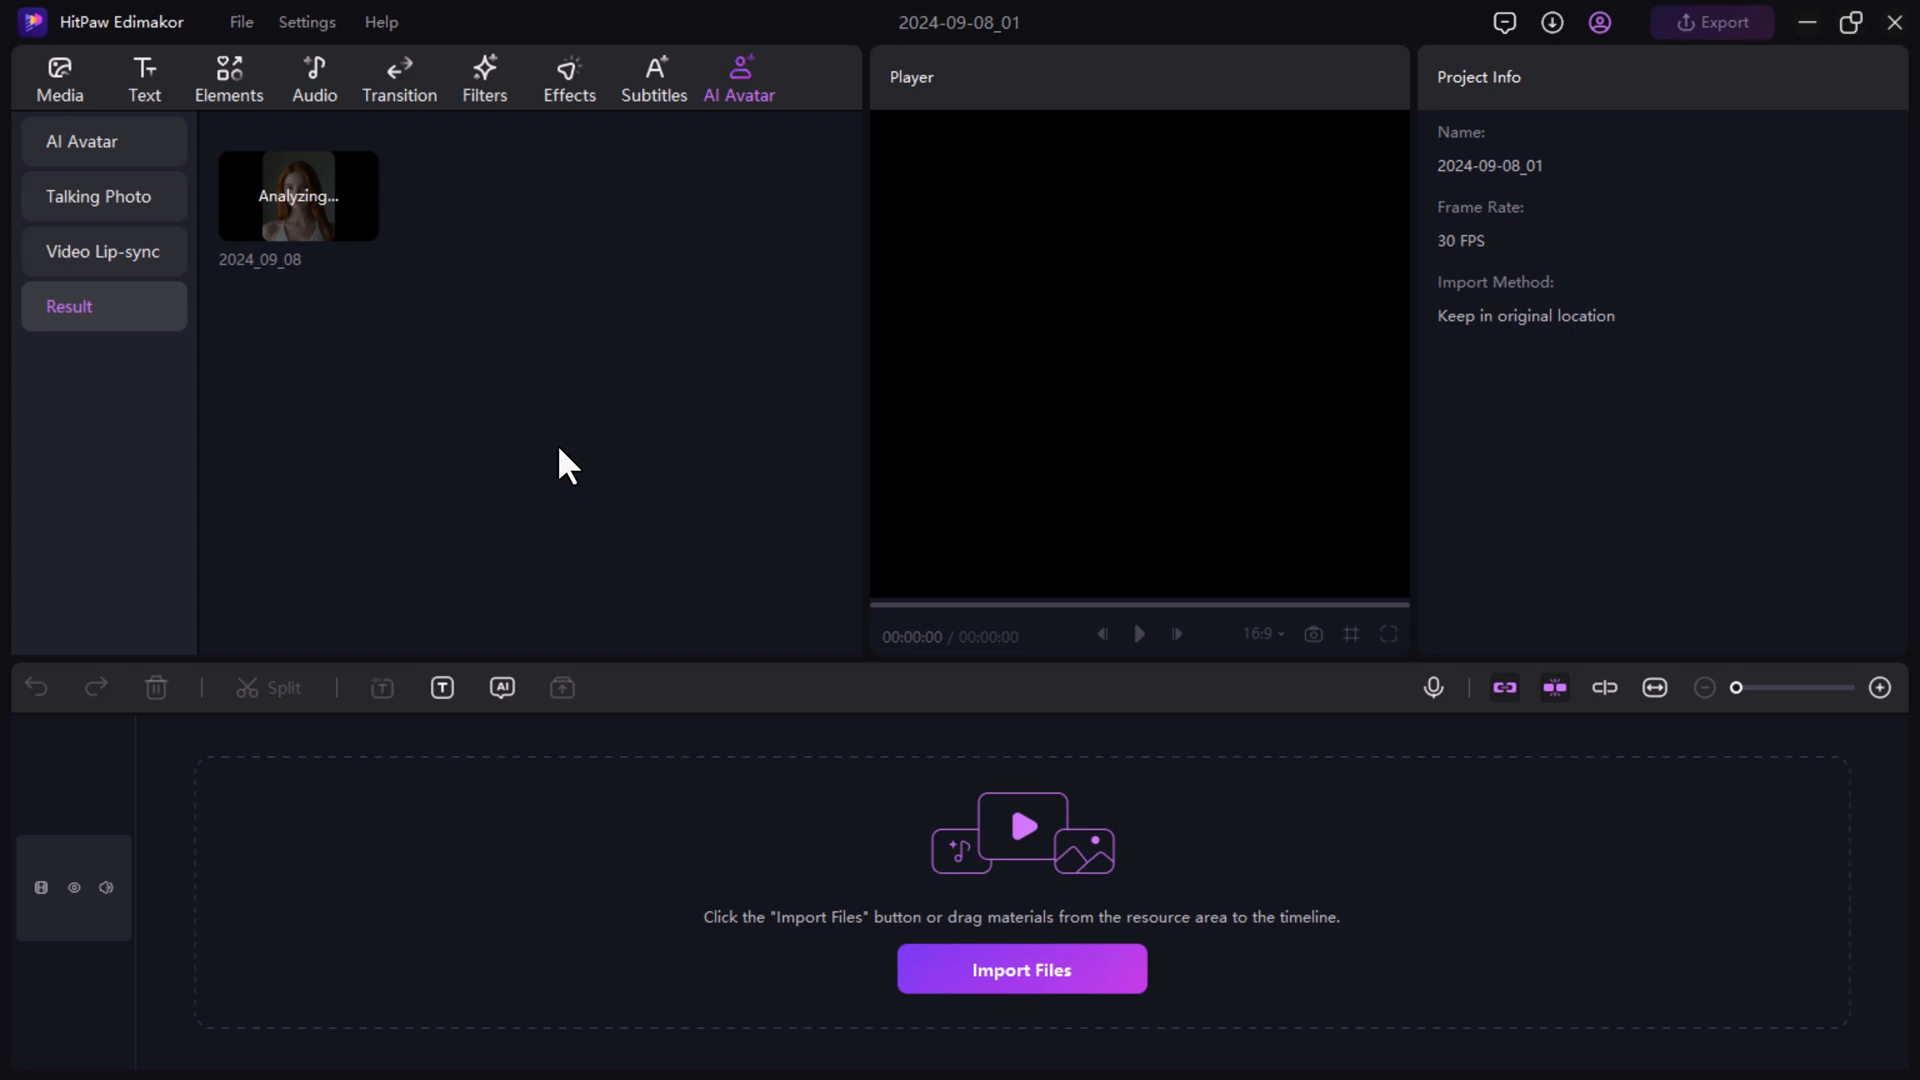 HitPaw Edimakor
File
Settings
Help
2024-09-08_01
Export
Media
Text
Elements
Audio
Transition
Filters
Effects
Subtitles
AI Avatar
AI Avatar
Talking Photo
Video Lip-sync
Result
Analyzing...
2024_09_08
Player
00:00:00 / 00:00:00
16:9
Project Info
Name:
2024-09-08_01
Frame Rate:
30 FPS
Import Method:
Keep in original location
Split
T
T
AI
Click the "Import Files" button or drag materials from the resource area to the timeline.
Import Files